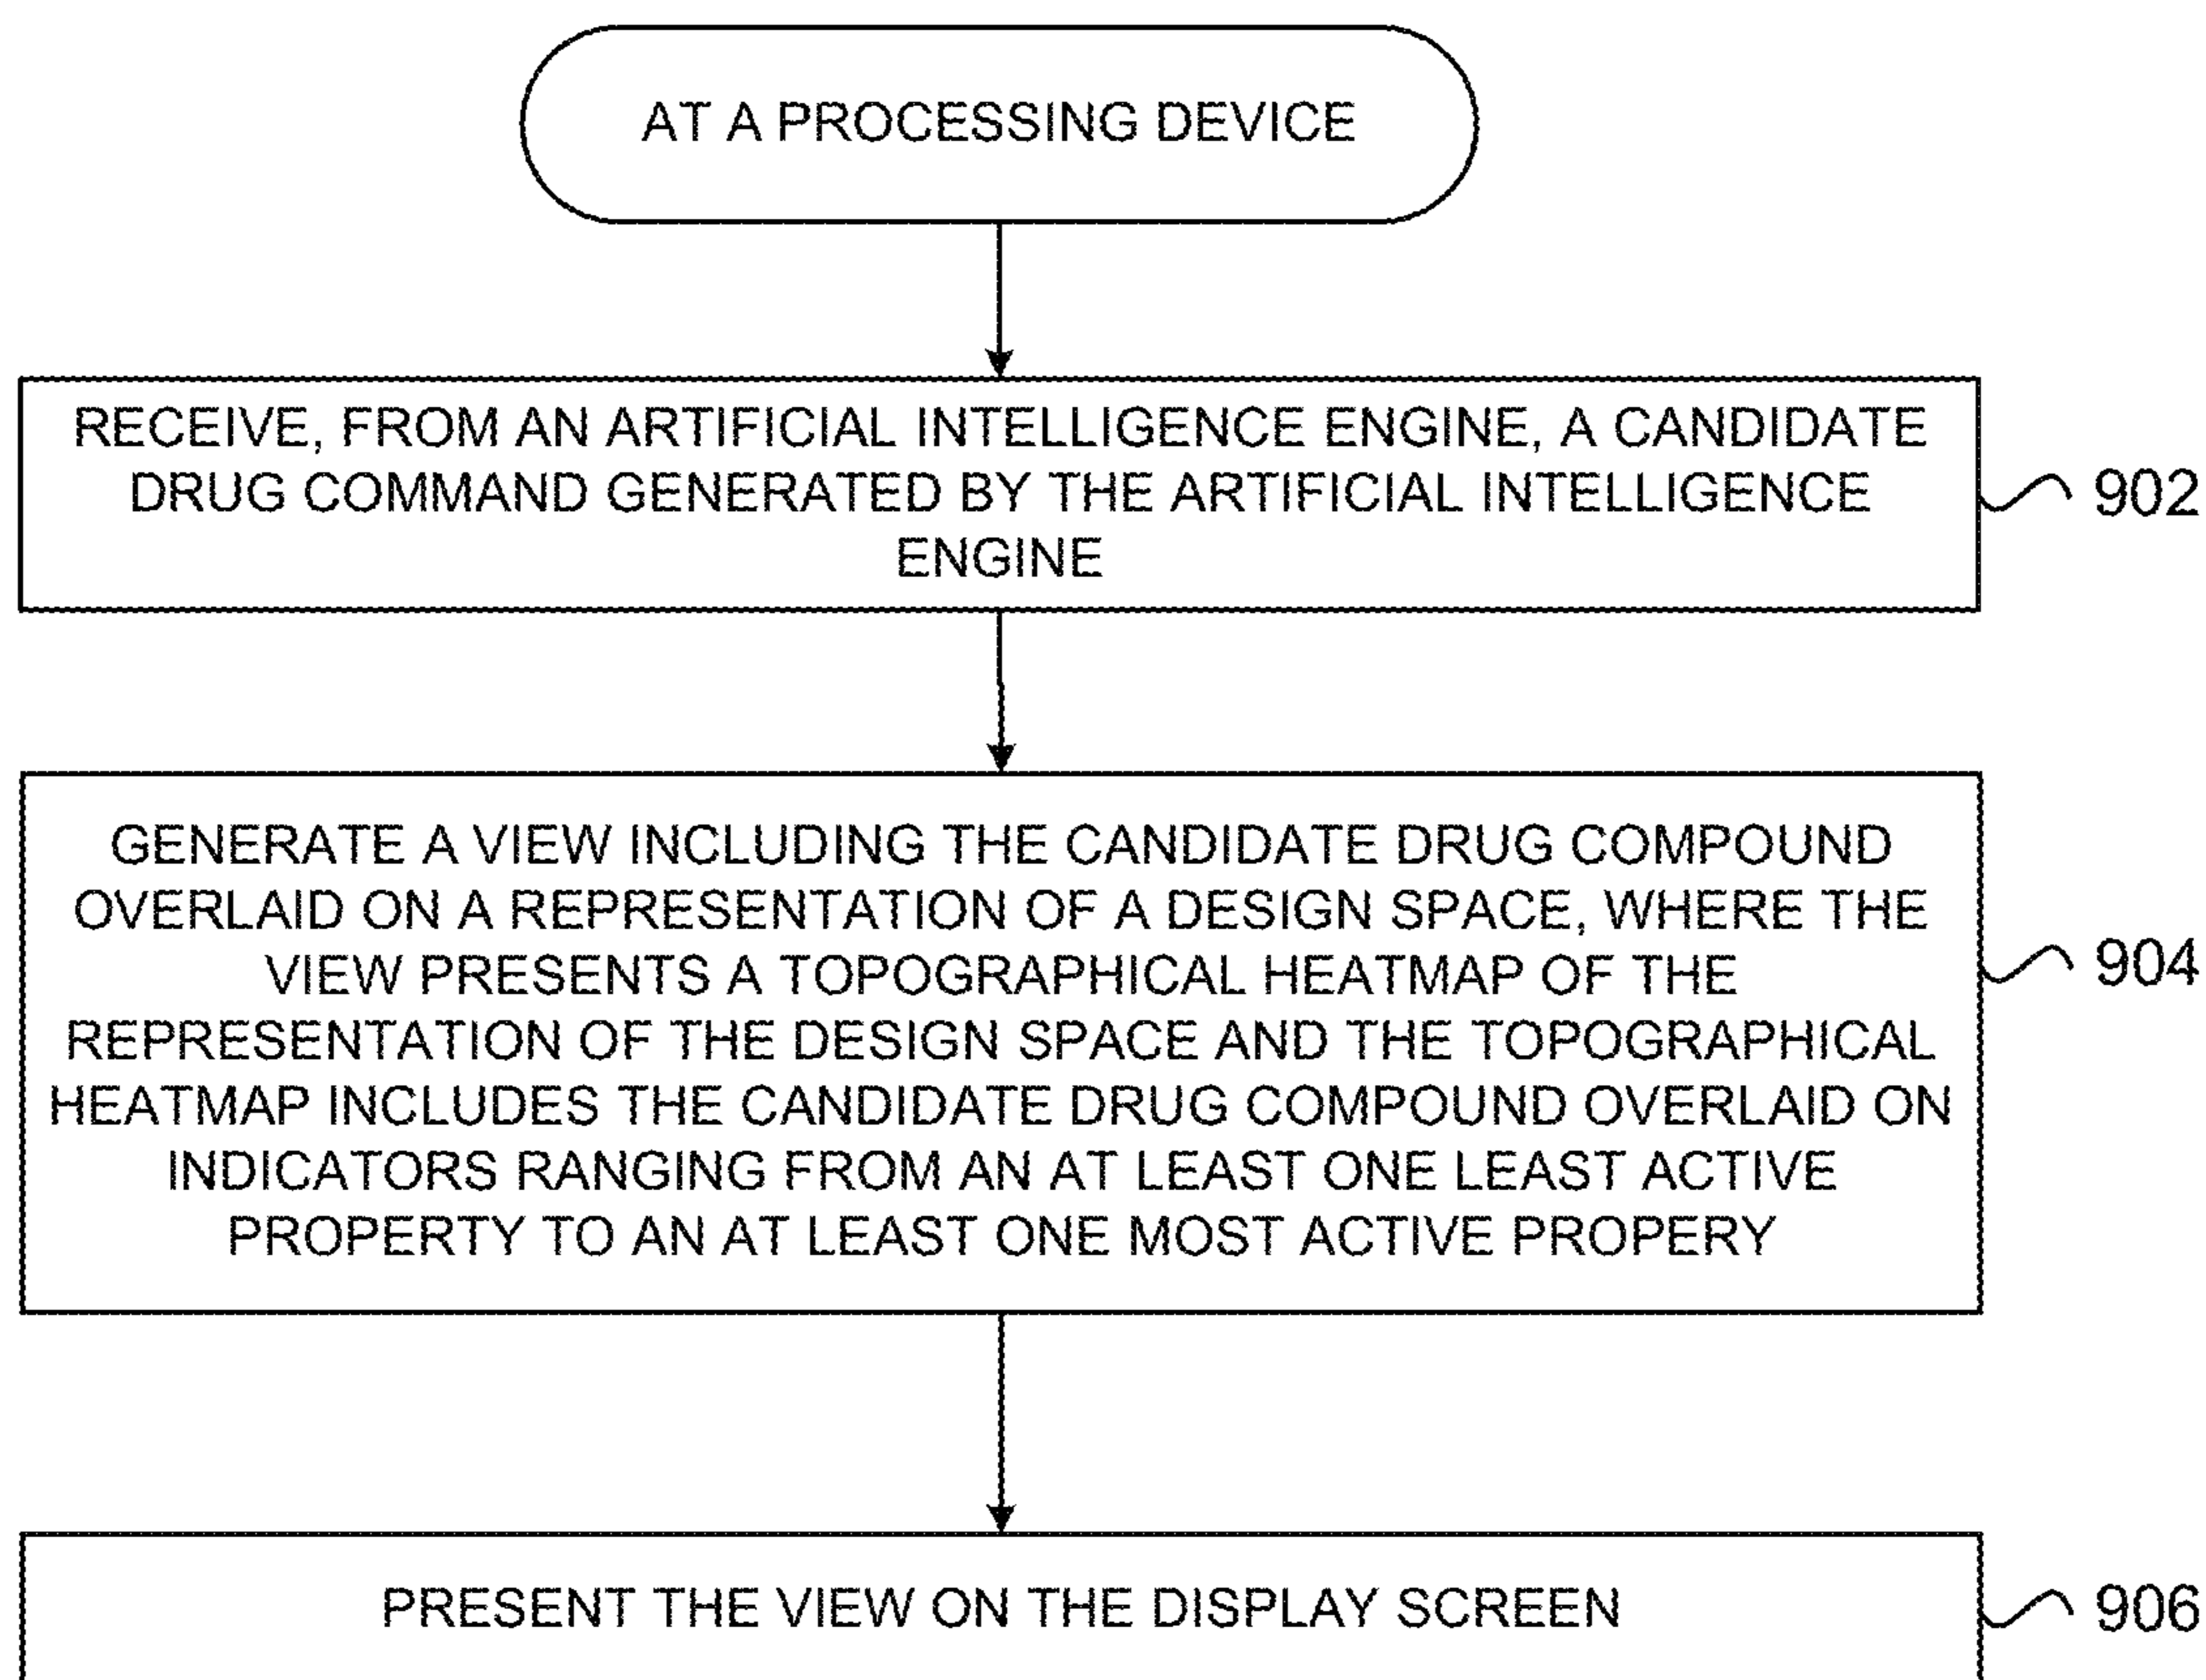 AT A PROCESSING DEVICE
RECEIVE, FROM AN ARTIFICIAL INTELLIGENCE ENGINE, A CANDIDATE
DRUG COMMAND GENERATED BY THE ARTIFICIAL INTELLIGENCE
ENGINE
902
GENERATE A VIEW INCLUDING THE CANDIDATE DRUG COMPOUND
OVERLAID ON A REPRESENTATION OF A DESIGN SPACE, WHERE THE
VIEW PRESENTS A TOPOGRAPHICAL HEATMAP OF THE
REPRESENTATION OF THE DESIGN SPACE AND THE TOPOGRAPHICAL
HEATMAP INCLUDES THE CANDIDATE DRUG COMPOUND OVERLAID ON
INDICATORS RANGING FROM AN AT LEAST ONE LEAST ACTIVE
PROPERTY TO AN AT LEAST ONE MOST ACTIVE PROPERY
904
PRESENT THE VIEW ON THE DISPLAY SCREEN
906